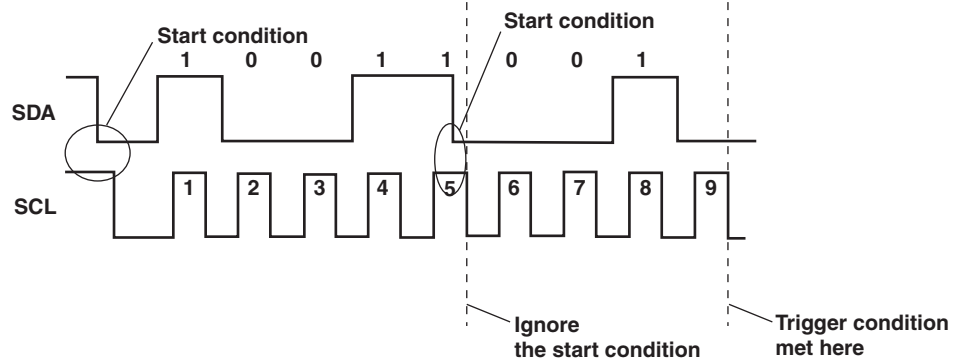 Start condition
Start condition
1 0 0 1 1 0 0 1
SDA
SCL
1 2 3 4 5 6 7 8 9
Ignore
the start condition
Trigger condition
met here